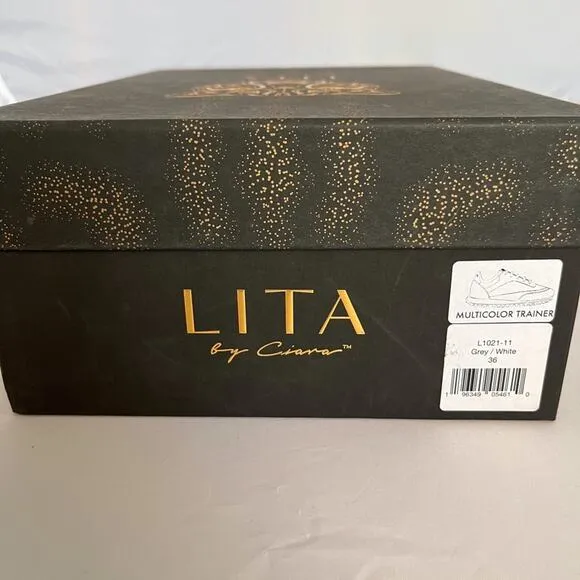 LITA
by Ciara™
MULTICOLOR TRAINER
L1021-11
Grey / White
36
1 96349 05461 0